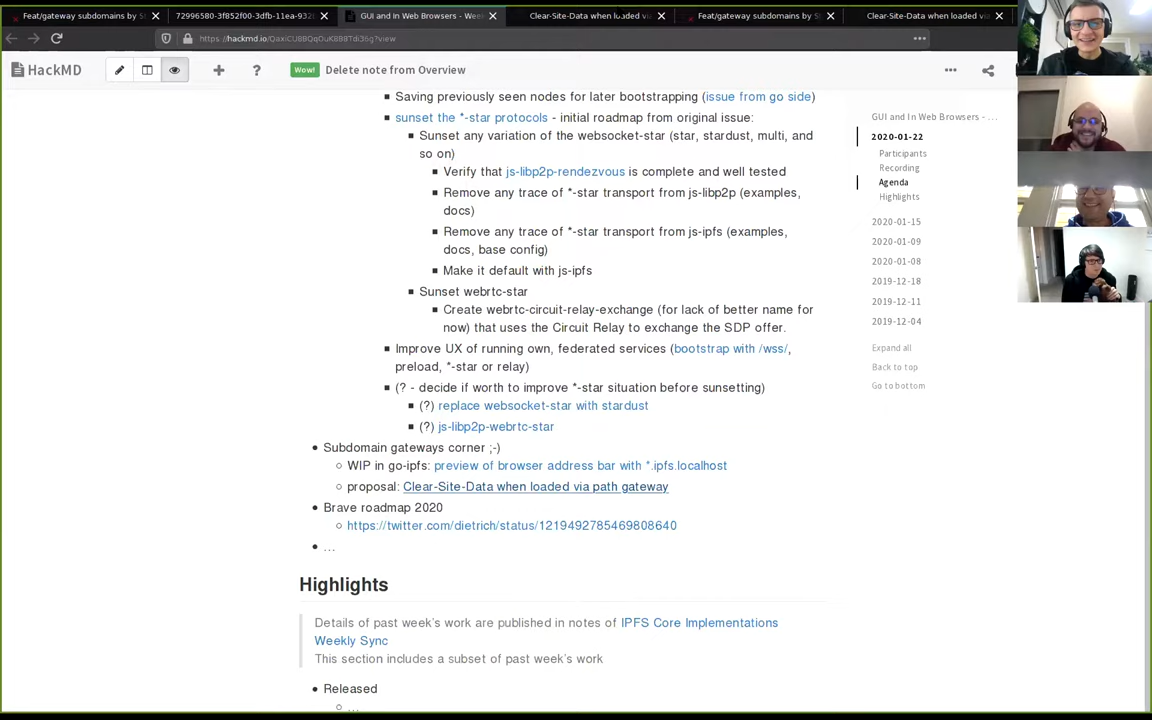 Feat/gateway subdomains by S
72996580-3f852f00-3dfb-11ea-932
GUI and In Web Browsers - Wee
Clear-Site-Data when loaded vi
Feat/gateway subdomains by S
Clear-Site-Data when loaded via
HackMD
Wow!
Delete note from Overview
Saving previously seen nodes for later bootstrapping (issue from go side)
sunset the *-star protocols - initial roadmap from original issue:
Sunset any variation of the websocket-star (star, stardust, multi, and
so on)
Verify that js-libp2p-rendezvous is complete and well tested
Remove any trace of *-star transport from js-libp2p (examples,
docs)
Remove any trace of *-star transport from js-ipfs (examples,
docs, base config)
Make it default with js-ipfs
Sunset webrtc-star
Create webrtc-circuit-relay-exchange (for lack of better name for
now) that uses the Circuit Relay to exchange the SDP offer.
Improve UX of running own, federated services (bootstrap with /wss/,
preload, *-star or relay)
(? - decide if worth to improve *-star situation before sunsetting)
(?) replace websocket-star with stardust
(?) js-libp2p-webrtc-star
Subdomain gateways corner ;-)
WIP in go-ipfs: preview of browser address bar with *.ipfs.localhost
proposal: Clear-Site-Data when loaded via path gateway
Brave roadmap 2020
https://twitter.com/dietrich/status/1219492785469808640
...
Highlights
Details of past week's work are published in notes of IPFS Core Implementations
Weekly Sync
This section includes a subset of past week's work
Released
...
GUI and In Web Browsers - ...
2020-01-22
Participants
Recording
Agenda
Highlights
2020-01-15
2020-01-09
2020-01-08
2019-12-18
2019-12-11
2019-12-04
Expand all
Back to top
Go to bottom